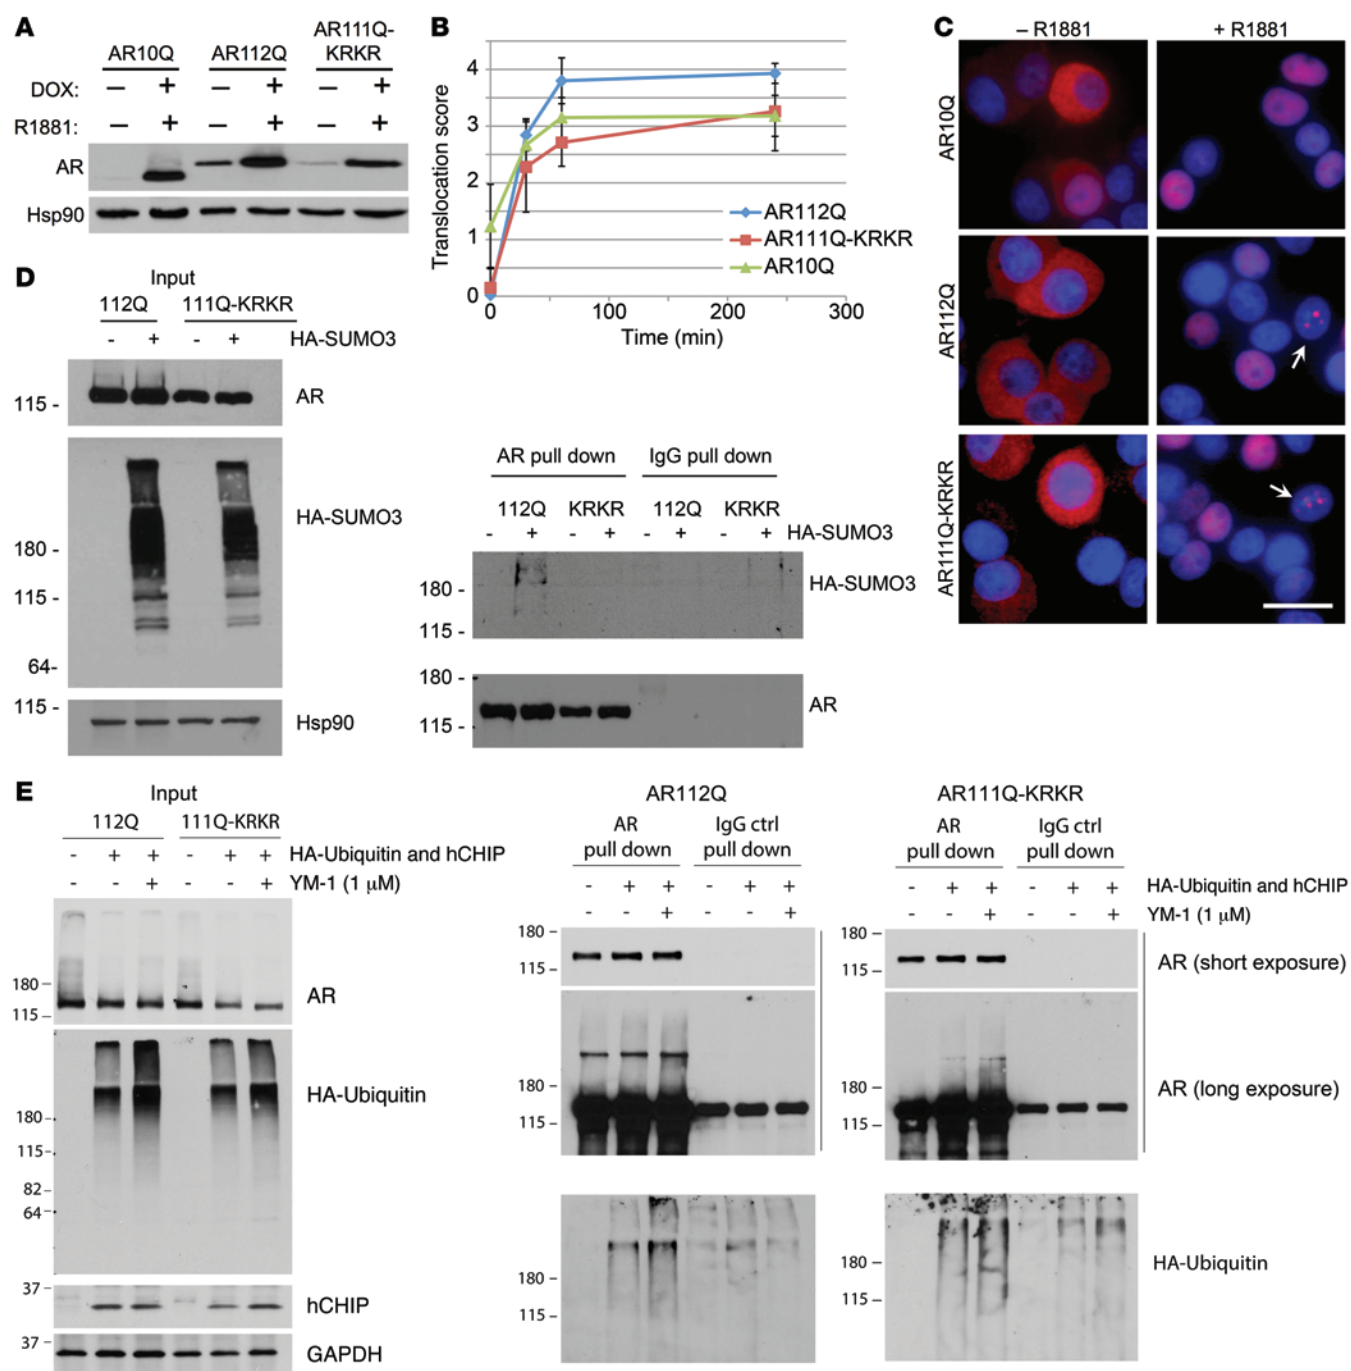 A
AR10Q AR112Q AR111Q-KRKR
DOX: – + – + – +
R1881: – + – + – +
AR
Hsp90
B
Translocation score
4
3
2
1
0
0 100 200 300
Time (min)
AR112Q
AR111Q-KRKR
AR10Q
C
– R1881 + R1881
AR10Q
AR112Q
AR111Q-KRKR
D
Input
112Q 111Q-KRKR
- + - + HA-SUMO3
115 - AR
HA-SUMO3
180 -
115 -
64-
115 - Hsp90
AR pull down IgG pull down
112Q KRKR 112Q KRKR
- + - + - + - + HA-SUMO3
180 - HA-SUMO3
115 -
180 -
AR
115 -
E
Input
112Q 111Q-KRKR
- + + - + + HA-Ubiquitin and hCHIP
- - + - - + YM-1 (1 µM)
180 –
AR
115 –
HA-Ubiquitin
180 –
115–
82 –
64 –
37 –
hCHIP
37 –
GAPDH
AR112Q
AR pull down IgG ctrl pull down
- + + - + +
- - + - - +
180 –
115 –
180 –
115 –
180 –
115 –
AR111Q-KRKR
AR pull down IgG ctrl pull down
- + + - + + HA-Ubiquitin and hCHIP
- - + - - + YM-1 (1 µM)
180 –
115 – AR (short exposure)
180 – AR (long exposure)
115 –
180 – HA-Ubiquitin
115 –